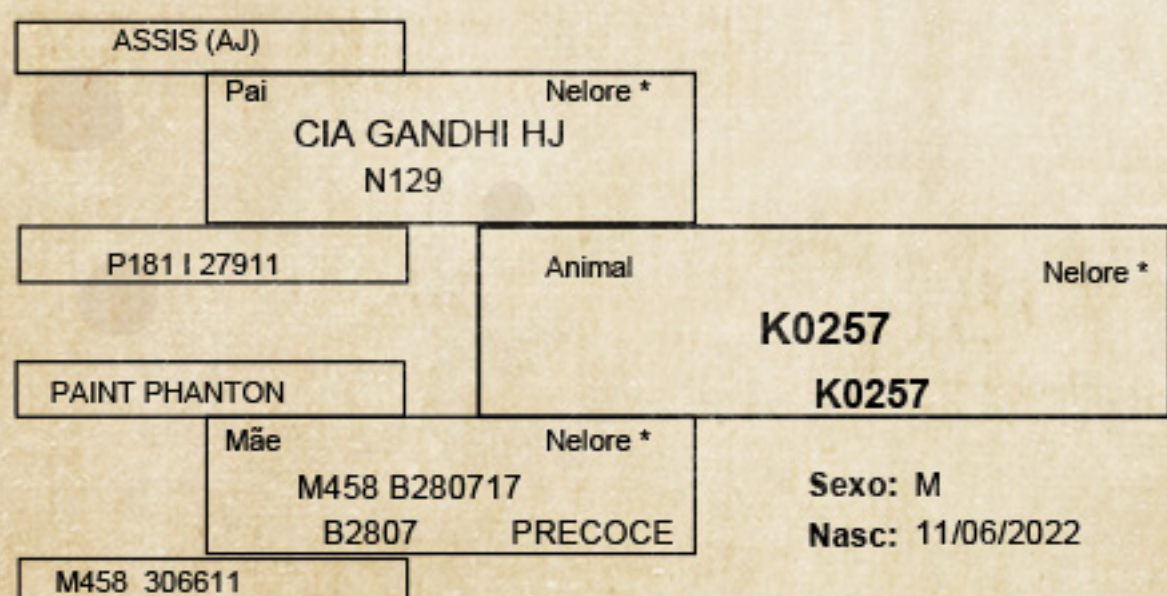 ASSIS (AJ)
Pai Nelore *
CIA GANDHI HJ
N129
P181 I 27911
Animal Nelore *
K0257
K0257
PAINT PHANTON
Mãe Nelore *
M458 B280717
B2807 PRECOCE
Sexo: M
Nasc: 11/06/2022
M458 306611